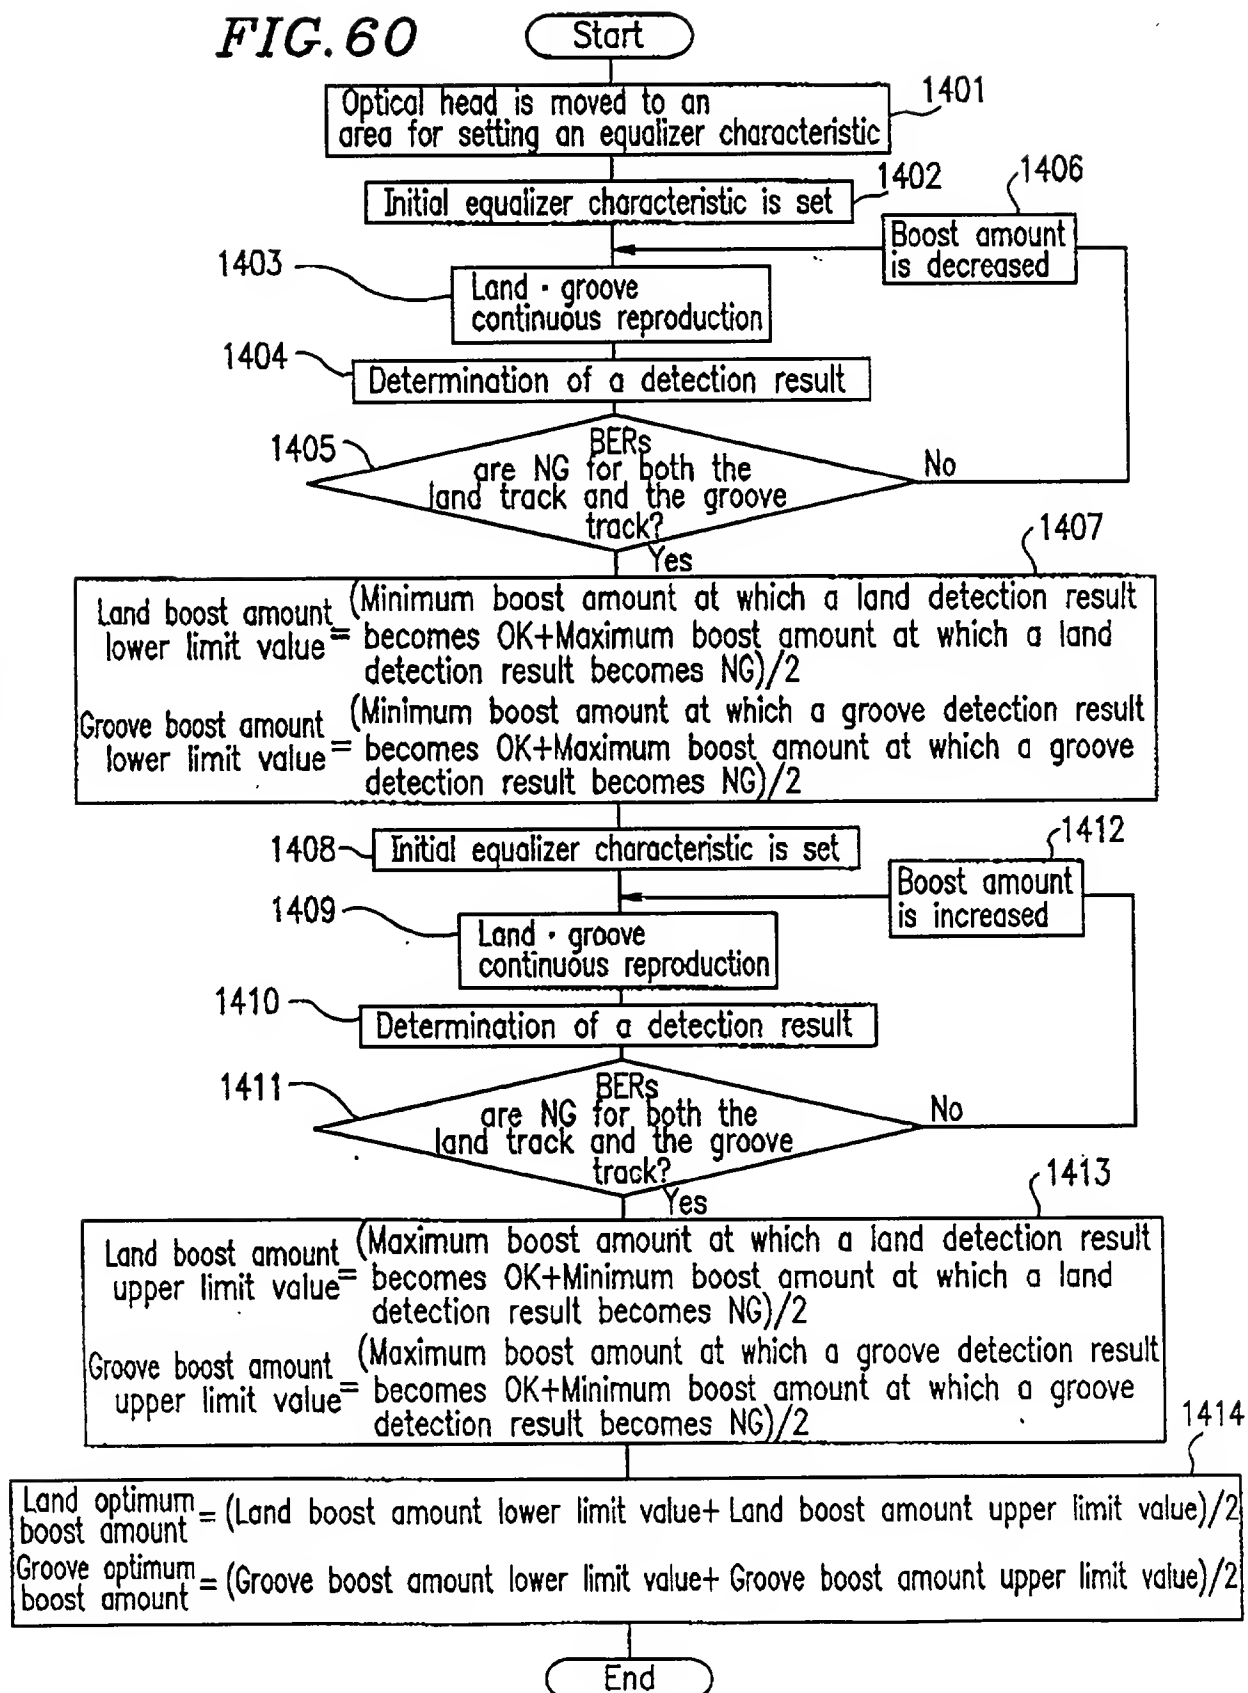 FIG. 60
Start
Optical head is moved to an
area for setting an equalizer characteristic
1401
Initial equalizer characteristic is set
1402
1406
Boost amount
is decreased
1403
Land · groove
continuous reproduction
1404
Determination of a detection result
1405
BERs
are NG for both the
land track and the groove
track?
No
Yes
1407
Land boost amount
lower limit value
=
(Minimum boost amount at which a land detection result
becomes OK+Maximum boost amount at which a land
detection result becomes NG)/2
Groove boost amount
lower limit value
=
(Minimum boost amount at which a groove detection result
becomes OK+Maximum boost amount at which a groove
detection result becomes NG)/2
1408
Initial equalizer characteristic is set
1412
Boost amount
is increased
1409
Land · groove
continuous reproduction
1410
Determination of a detection result
1411
BERs
are NG for both the
land track and the groove
track?
No
Yes
1413
Land boost amount
upper limit value
=
(Maximum boost amount at which a land detection result
becomes OK+Minimum boost amount at which a land
detection result becomes NG)/2
Groove boost amount
upper limit value
=
(Maximum boost amount at which a groove detection result
becomes OK+Minimum boost amount at which a groove
detection result becomes NG)/2
1414
Land optimum
boost amount
= (Land boost amount lower limit value+ Land boost amount upper limit value)/2
Groove optimum
boost amount
= (Groove boost amount lower limit value+ Groove boost amount upper limit value)/2
End